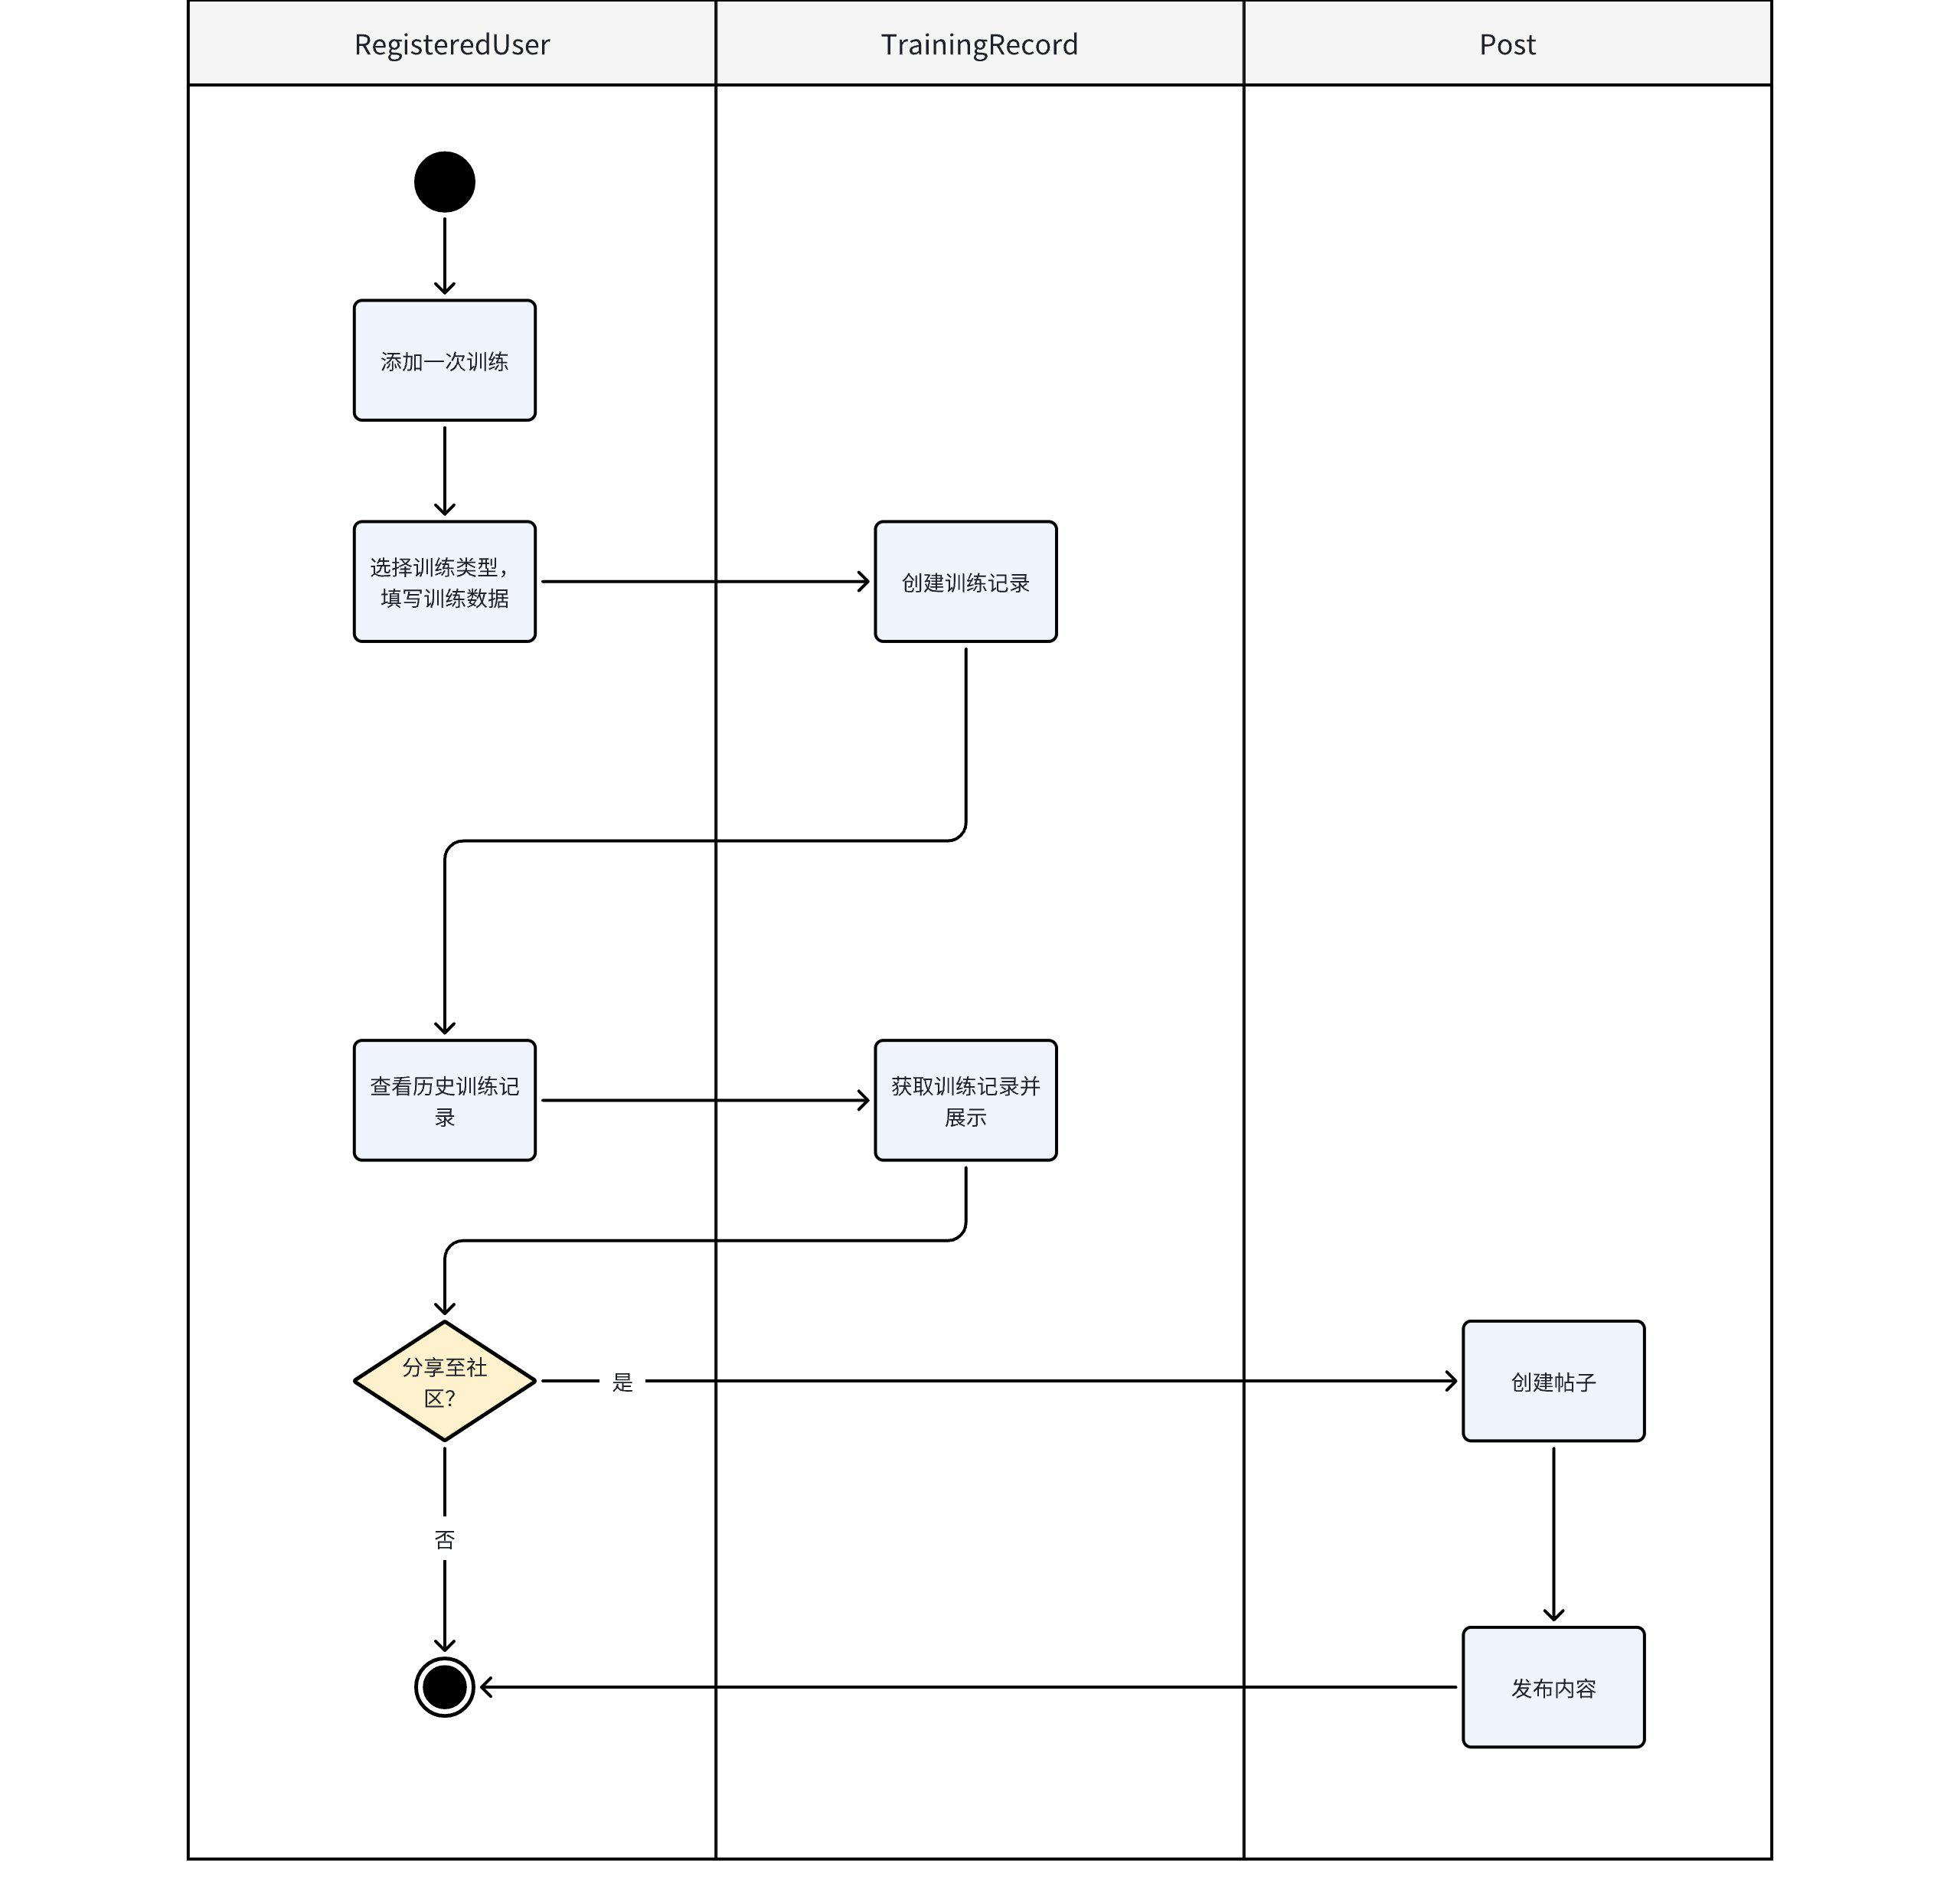 RegisteredUser
TrainingRecord
Post
添加一次训练
选择训练类型，
填写训练数据
创建训练记录
查看历史训练记
录
获取训练记录并
展示
分享至社
区？
是
创建帖子
否
发布内容